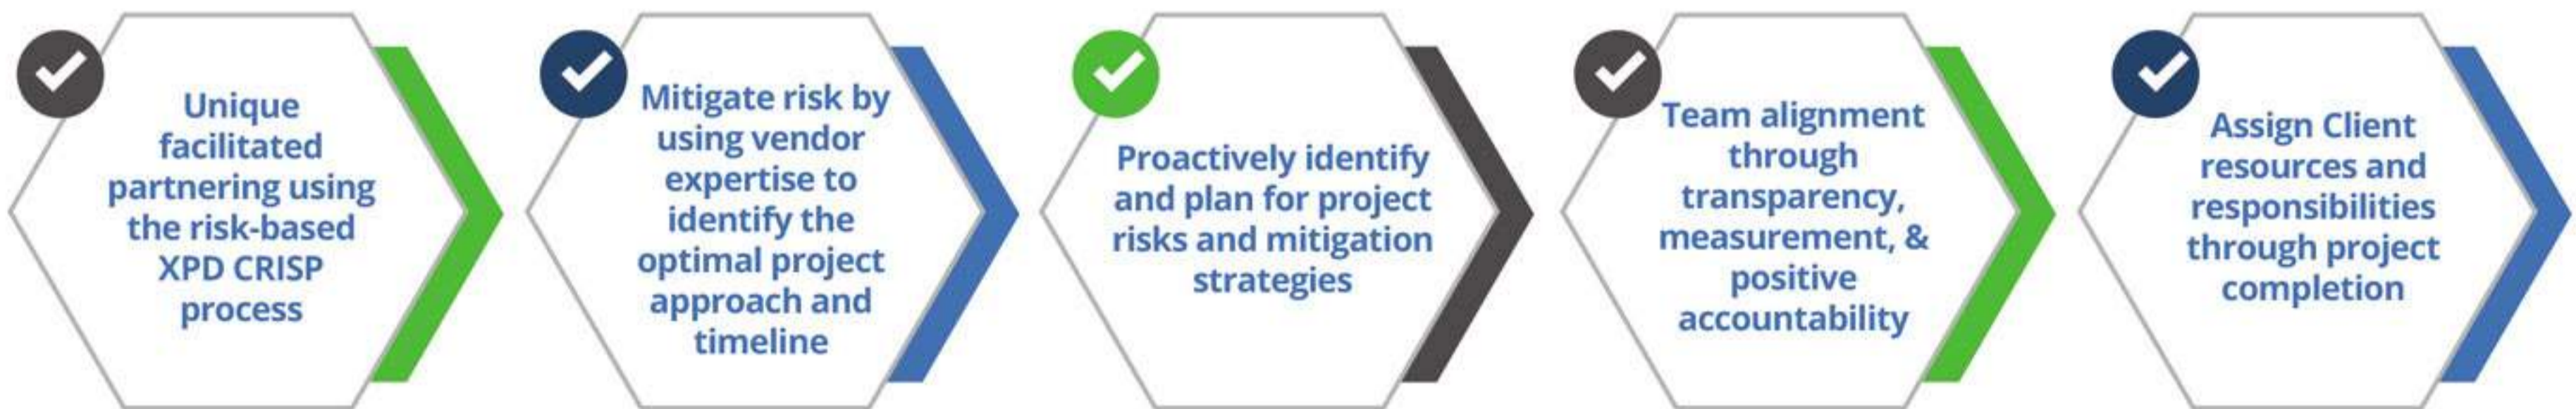 Unique
facilitated
partnering using
the risk-based
XPD CRISP
process
Mitigate risk by
using vendor
expertise to
identify the
optimal project
approach and
timeline
Proactively identify
and plan for project
risks and mitigation
strategies
Team alignment
through
transparency,
measurement, &
positive
accountability
Assign Client
resources and
responsibilities
through project
completion